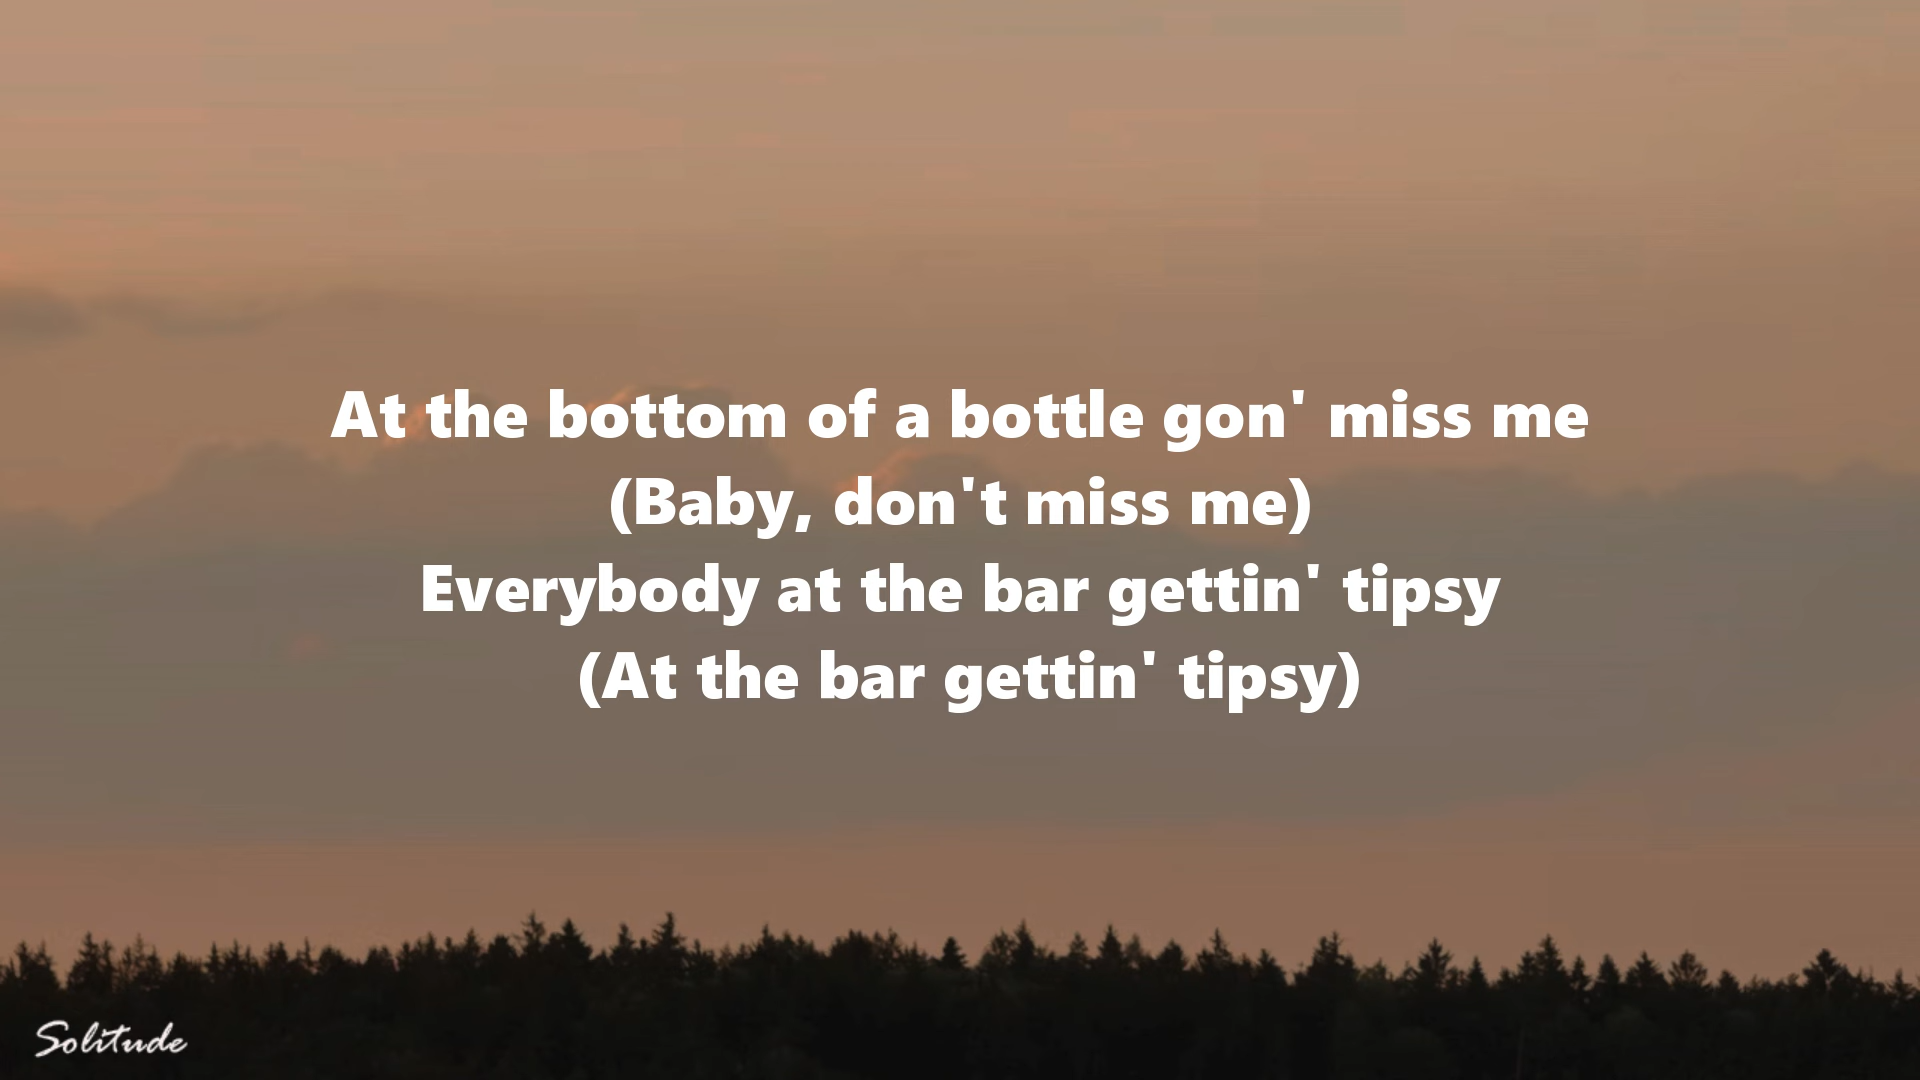 At the bottom of a bottle gon' miss me
(Baby, don't miss me)
Everybody at the bar gettin' tipsy
(At the bar gettin' tipsy)
Solitude